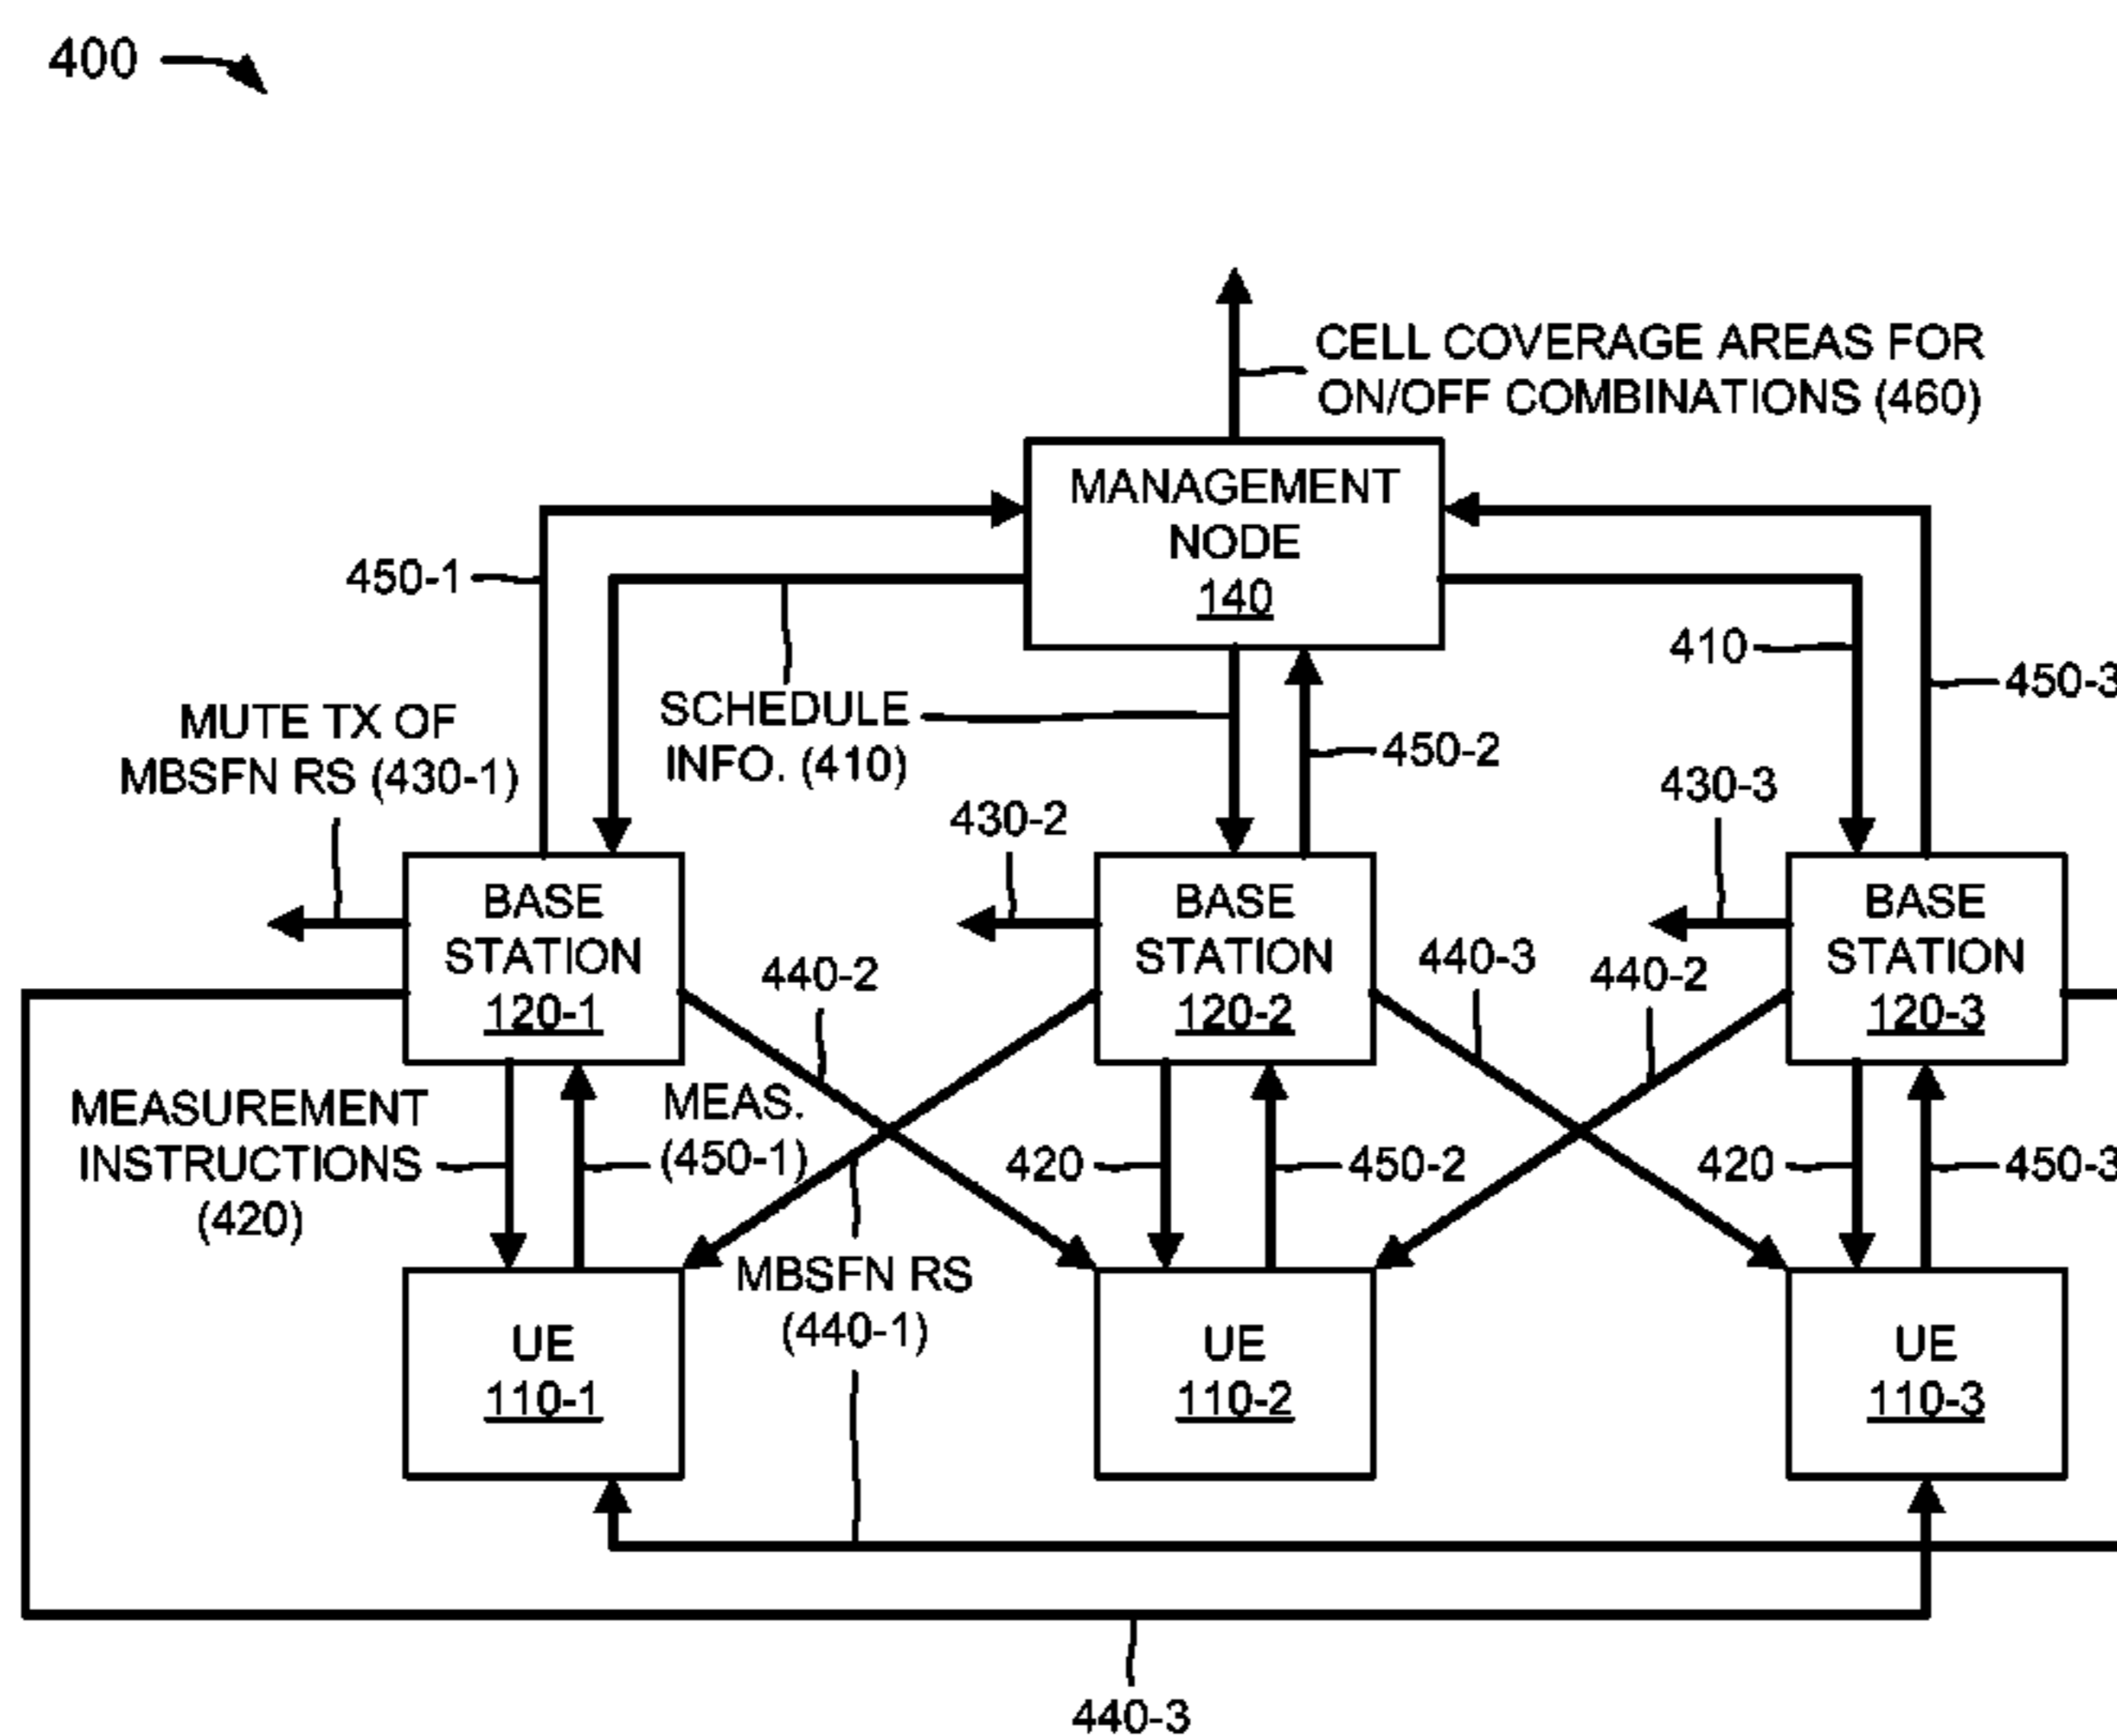 400
CELL COVERAGE AREAS FOR
ON/OFF COMBINATIONS (460)
MANAGEMENT
NODE
140
450-1
410
450-3
SCHEDULE
INFO. (410)
MUTE TX OF
MBSFN RS (430-1)
450-2
430-2
430-3
BASE
STATION
120-1
BASE
STATION
120-2
BASE
STATION
120-3
440-2
440-3
440-2
MEASUREMENT
INSTRUCTIONS
(420)
MEAS.
(450-1)
420
450-2
420
450-3
MBSFN RS
(440-1)
UE
110-1
UE
110-2
UE
110-3
440-3